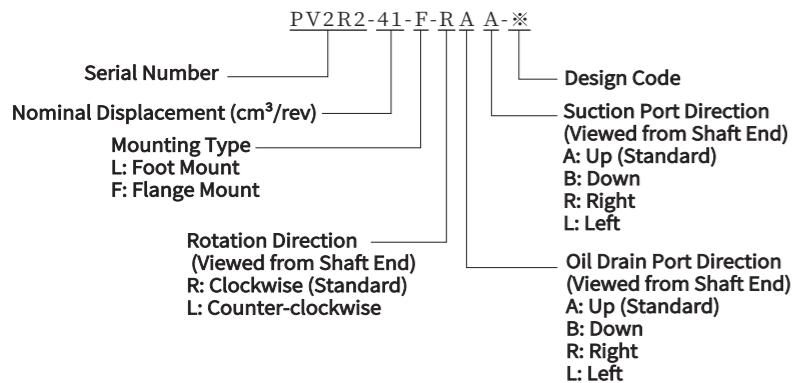 PV2R2-41-F-RA A-※
Serial Number
Design Code
Nominal Displacement (cm³/rev)
Suction Port Direction
(Viewed from Shaft End)
A: Up (Standard)
B: Down
R: Right
L: Left
Mounting Type
L: Foot Mount
F: Flange Mount
Rotation Direction
(Viewed from Shaft End)
R: Clockwise (Standard)
L: Counter-clockwise
Oil Drain Port Direction
(Viewed from Shaft End)
A: Up (Standard)
B: Down
R: Right
L: Left